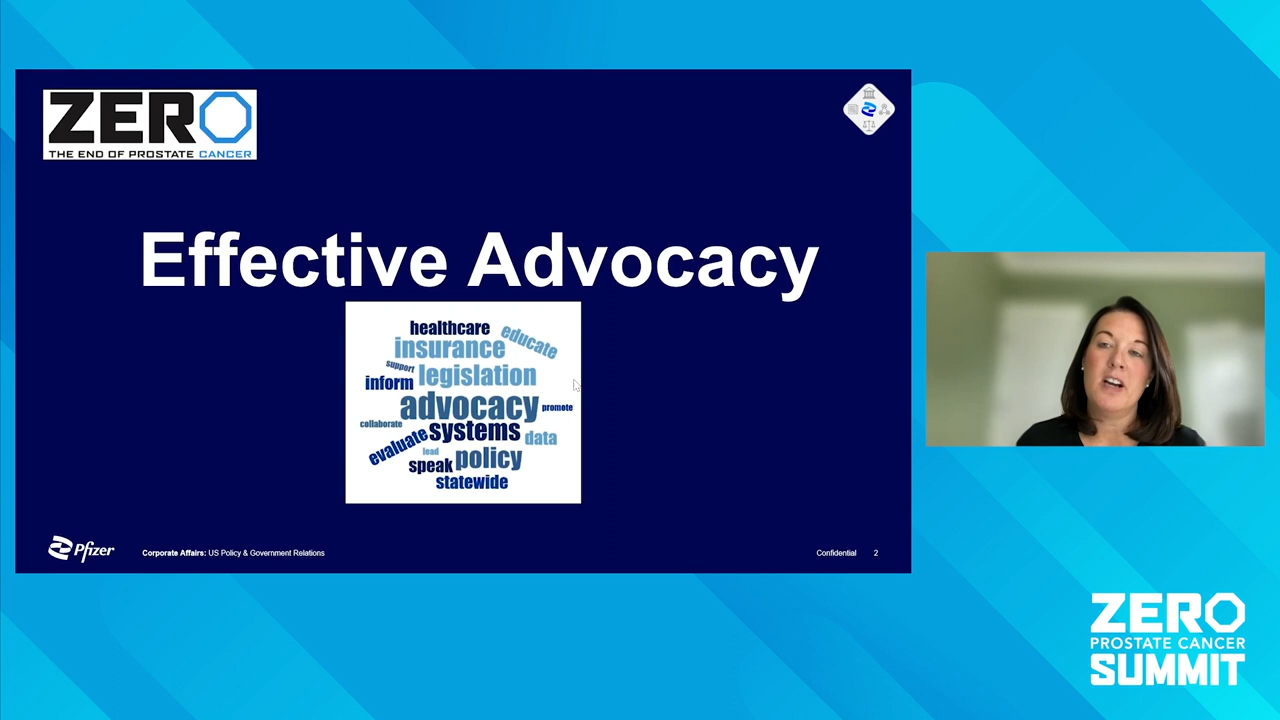 ZERO
THE END OF PROSTATE CANCER
Effective Advocacy
healthcare
educate
insurance
support
inform legislation
advocacy promote
collaborate
evaluate systems data
lead
speak policy
statewide
Pfizer
Corporate Affairs: US Policy & Government Relations
Confidential 2
ZERO
PROSTATE CANCER
SUMMIT